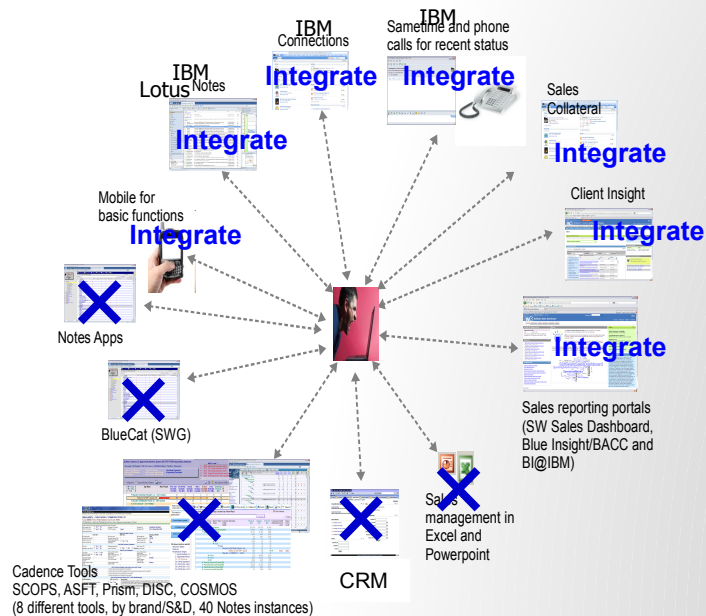 IBM
Connections
Integrate
IBM
Sametime and phone
calls for recent status
Integrate
IBM
Lotus Notes
Integrate
Sales
Collateral
Integrate
Mobile for
basic functions
Integrate
Client Insight
Integrate
Notes Apps
Integrate
Sales reporting portals
(SW Sales Dashboard,
Blue Insight/BACC and
BI@IBM)
BlueCat (SWG)
Sales
management in
Excel and
Powerpoint
CRM
Cadence Tools
SCOPS, ASFT, Prism, DISC, COSMOS
(8 different tools, by brand/S&D, 40 Notes instances)